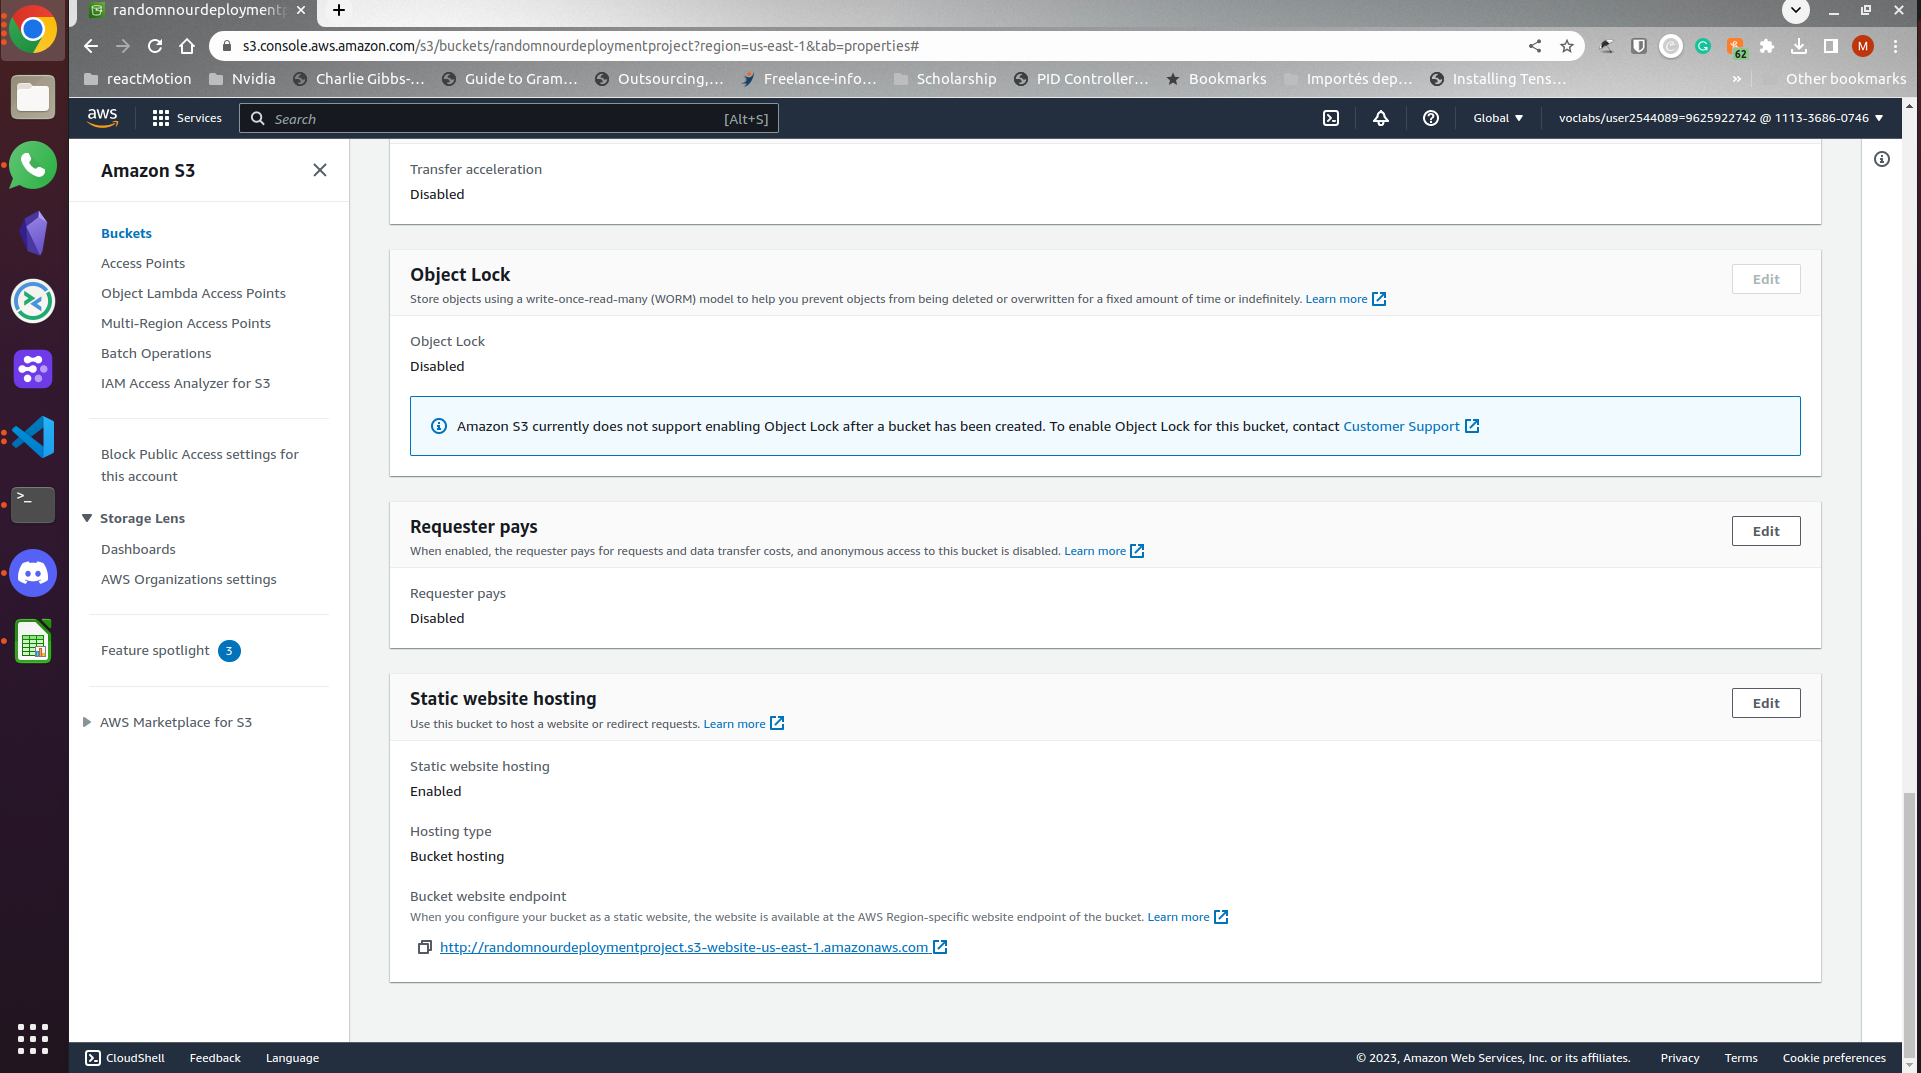 randomnourdeploymentp
s3.console.aws.amazon.com/s3/buckets/randomnourdeploymentproject?region=us-east-1&tab=properties#
62
M
reactMotion
Nvidia
Charlie Gibbs-...
Guide to Gram...
Outsourcing,...
Freelance-info...
Scholarship
PID Controller...
Bookmarks
Importés dep...
Installing Tens...
»
Other bookmarks
aws
Services
Search
[Alt+S]
Global
voclabs/user2544089=9625922742 @ 1113-3686-0746
Amazon S3
Buckets
Access Points
Object Lambda Access Points
Multi-Region Access Points
Batch Operations
IAM Access Analyzer for S3
Block Public Access settings for
this account
Storage Lens
Dashboards
AWS Organizations settings
Feature spotlight 3
AWS Marketplace for S3
Transfer acceleration
Disabled
Object Lock
Edit
Store objects using a write-once-read-many (WORM) model to help you prevent objects from being deleted or overwritten for a fixed amount of time or indefinitely. Learn more
Object Lock
Disabled
Amazon S3 currently does not support enabling Object Lock after a bucket has been created. To enable Object Lock for this bucket, contact Customer Support
Requester pays
Edit
When enabled, the requester pays for requests and data transfer costs, and anonymous access to this bucket is disabled. Learn more
Requester pays
Disabled
Static website hosting
Edit
Use this bucket to host a website or redirect requests. Learn more
Static website hosting
Enabled
Hosting type
Bucket hosting
Bucket website endpoint
When you configure your bucket as a static website, the website is available at the AWS Region-specific website endpoint of the bucket. Learn more
http://randomnourdeploymentproject.s3-website-us-east-1.amazonaws.com
CloudShell
Feedback
Language
© 2023, Amazon Web Services, Inc. or its affiliates.
Privacy
Terms
Cookie preferences